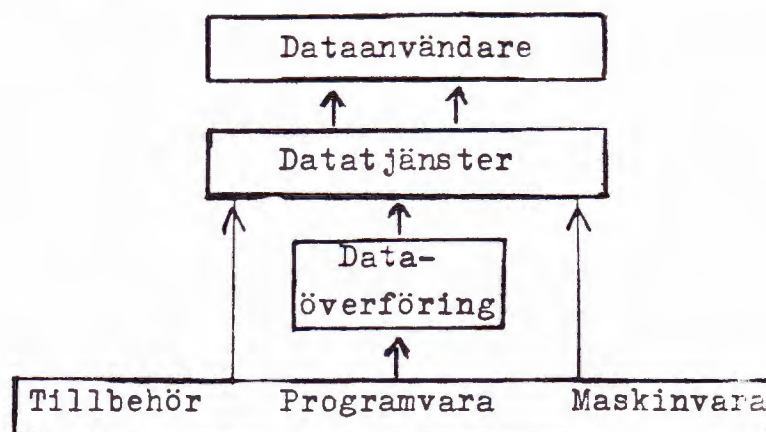 Dataanvändare
Datatjänster
Data-
överföring
Tillbehör Programvara Maskinvara